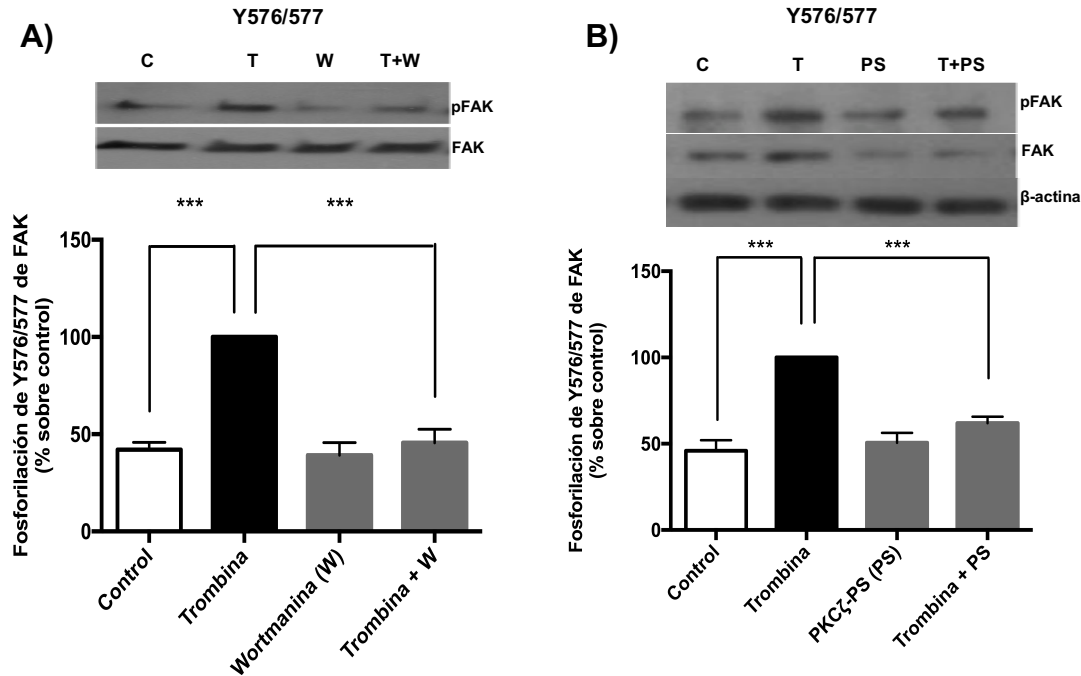 Y576/577
A)
C T W T+W
pFAK
FAK
*** ***
Fosforilación de Y576/577 de FAK
(% sobre control)
150
100
50
0
Control
Trombina
Wortmanina (W)
Trombina + W
Y576/577
B)
C T PS T+PS
pFAK
FAK
β-actina
*** ***
Fosforilación de Y576/577 de FAK
(% sobre control)
150
100
50
0
Control
Trombina
PKCζ-PS (PS)
Trombina + PS